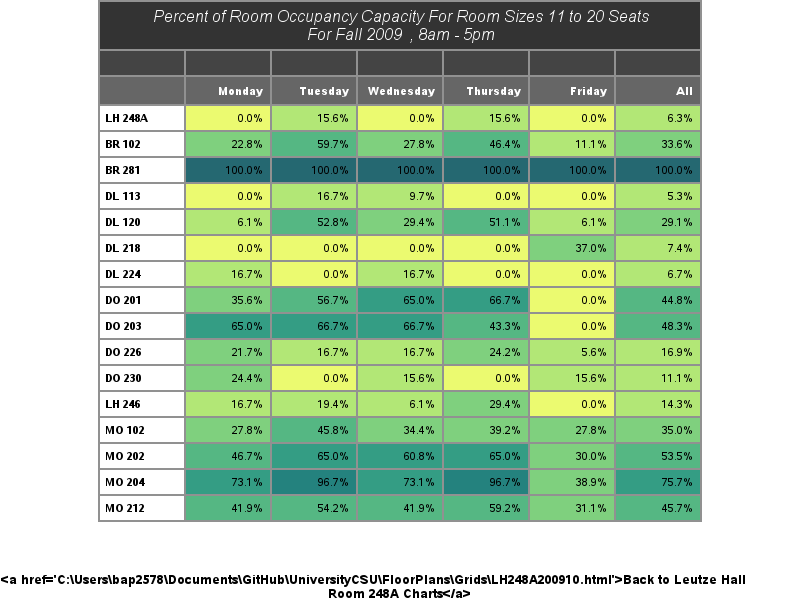 Percent of Room Occupancy Capacity For Room Sizes 11 to 20 Seats
For Fall 2009 , 8am - 5pm
Monday Tuesday Wednesday Thursday Friday All
LH 248A 0.0% 15.6% 0.0% 15.6% 0.0% 6.3%
BR 102 22.8% 59.7% 27.8% 46.4% 11.1% 33.6%
BR 281 100.0% 100.0% 100.0% 100.0% 100.0% 100.0%
DL 113 0.0% 16.7% 9.7% 0.0% 0.0% 5.3%
DL 120 6.1% 52.8% 29.4% 51.1% 6.1% 29.1%
DL 218 0.0% 0.0% 0.0% 0.0% 37.0% 7.4%
DL 224 16.7% 0.0% 16.7% 0.0% 0.0% 6.7%
DO 201 35.6% 56.7% 65.0% 66.7% 0.0% 44.8%
DO 203 65.0% 66.7% 66.7% 43.3% 0.0% 48.3%
DO 226 21.7% 16.7% 16.7% 24.2% 5.6% 16.9%
DO 230 24.4% 0.0% 15.6% 0.0% 15.6% 11.1%
LH 246 16.7% 19.4% 6.1% 29.4% 0.0% 14.3%
MO 102 27.8% 45.8% 34.4% 39.2% 27.8% 35.0%
MO 202 46.7% 65.0% 60.8% 65.0% 30.0% 53.5%
MO 204 73.1% 96.7% 73.1% 96.7% 38.9% 75.7%
MO 212 41.9% 54.2% 41.9% 59.2% 31.1% 45.7%
<a href='C:\Users\bap2578\Documents\GitHub\UniversityCSU\FloorPlans\Grids\LH248A200910.html'>Back to Leutze Hall
Room 248A Charts</a>